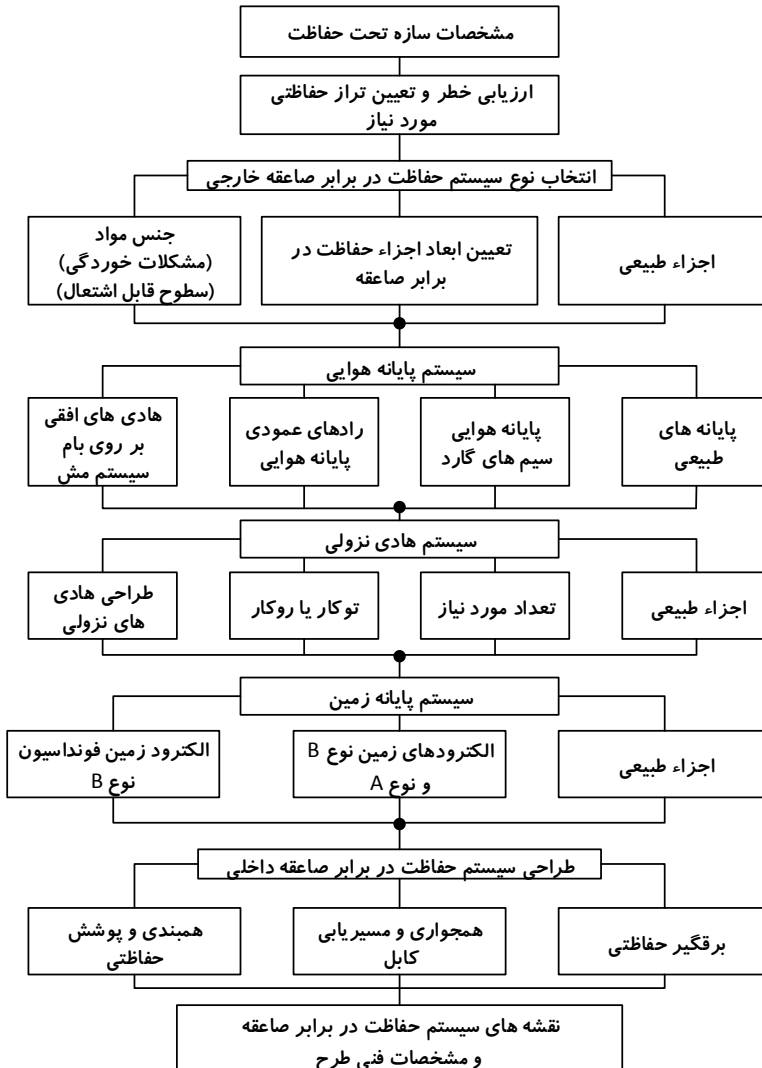 مشخصات سازه تحت حفاظت
ارزیابی خطر و تعیین تراز حفاظتی
مورد نیاز
انتخاب نوع سیستم حفاظت در برابر صاعقه خارجی
اجزاء طبیعی
تعیین ابعاد اجزاء حفاظت در
برابر صاعقه
جنس مواد
(مشکلات خوردگی)
(سطوح قابل اشتعال)
سیستم پایانه هوایی
پایانه های
طبیعی
پایانه هوایی
سیم های گارد
رادهای عمودی
پایانه هوایی
هادی های افقی
بر روی بام
سیستم مش
سیستم هادی نزولی
اجزاء طبیعی
تعداد مورد نیاز
توکار یا روکار
طراحی هادی
های نزولی
سیستم پایانه زمین
اجزاء طبیعی
الکترودهای زمین نوع B
و نوع A
الکترود زمین فونداسیون
نوع B
طراحی سیستم حفاظت در برابر صاعقه داخلی
برقگیر حفاظتی
همجواری و مسیریابی
کابل
همبندی و پوشش
حفاظتی
نقشه های سیستم حفاظت در برابر صاعقه
و مشخصات فنی طرح